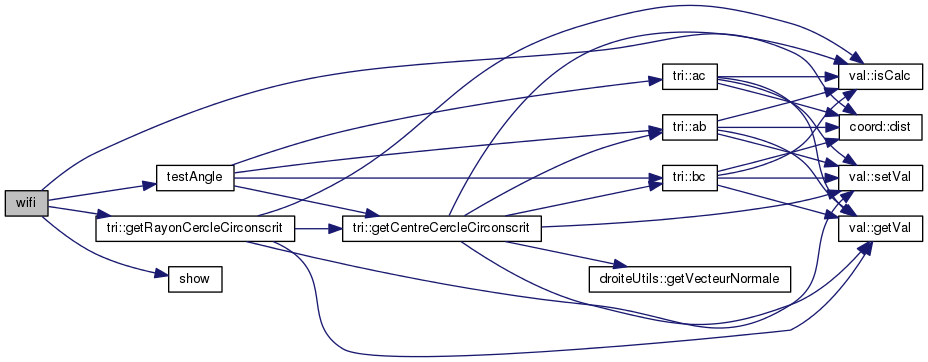 wifi
testAngle
tri::getRayonCercleCirconscrit
show
tri::getCentreCercleCirconscrit
tri::ac
tri::ab
tri::bc
droiteUtils::getVecteurNormale
val::isCalc
coord::dist
val::setVal
val::getVal